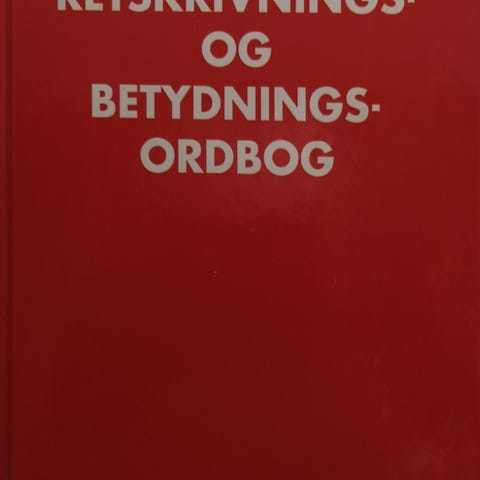 RETSKRIVNINGS-
OG
BETYDNINGS-
ORDBOG